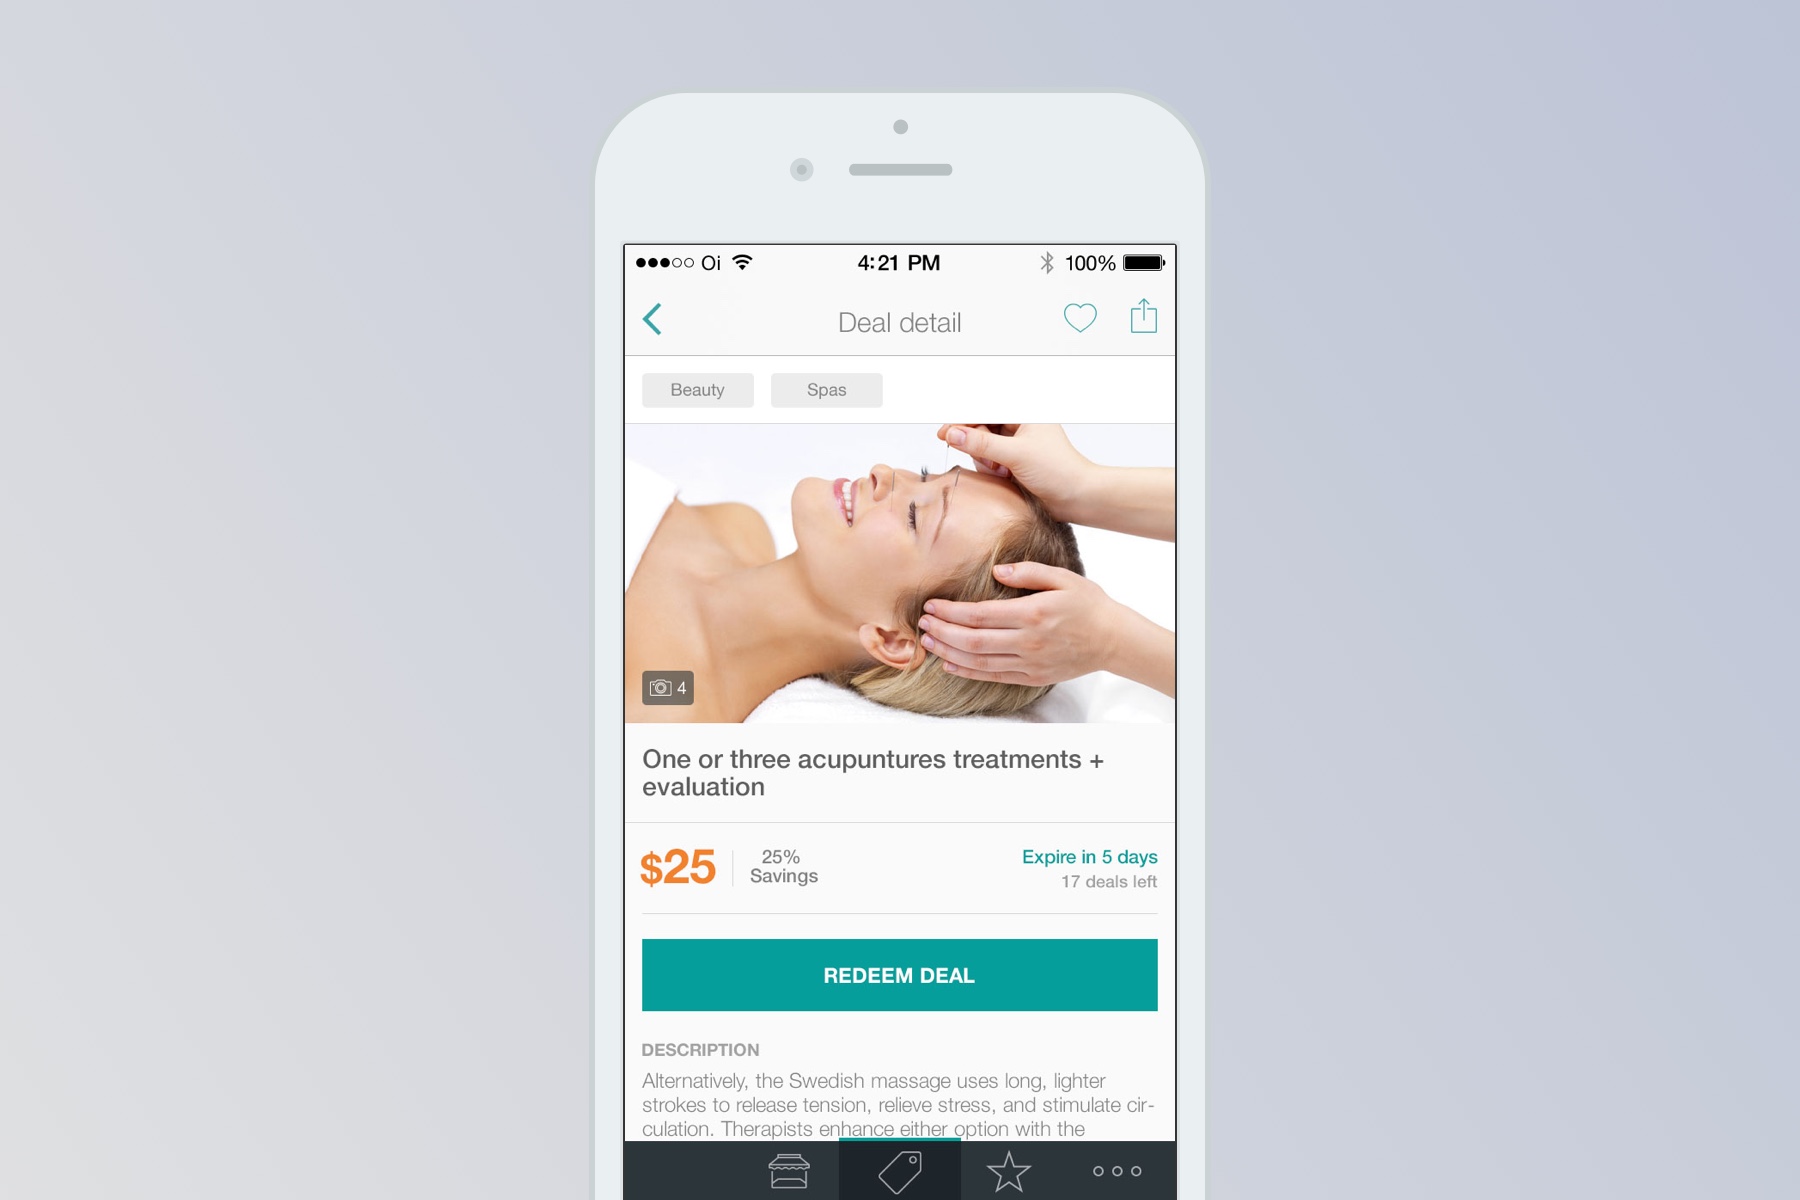 Oi 4:21 PM 100%
Deal detail
Beauty Spas
4
One or three acupuntures treatments +
evaluation
$25
25%
Savings
Expire in 5 days
17 deals left
REDEEM DEAL
DESCRIPTION
Alternatively, the Swedish massage uses long, lighter
strokes to release tension, relieve stress, and stimulate cir-
culation. Therapists enhance either option with the